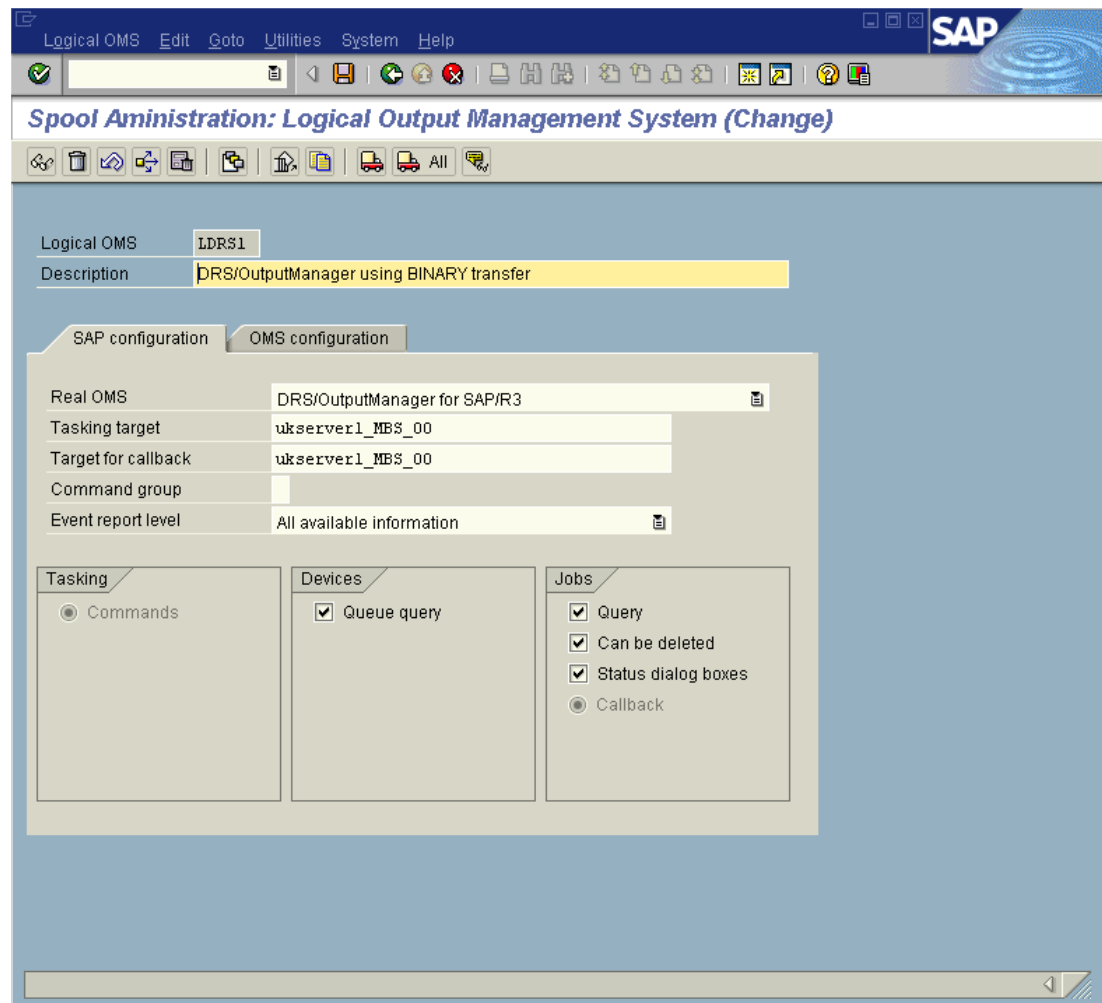 Logical OMS Edit Goto Utilities System Help
SAP
Spool Aministration: Logical Output Management System (Change)
All
Logical OMS LDRS1
Description DRS/OutputManager using BINARY transfer
SAP configuration OMS configuration
Real OMS DRS/OutputManager for SAP/R3
Tasking target ukserver1_MBS_00
Target for callback ukserver1_MBS_00
Command group
Event report level All available information
Tasking Devices Jobs
Commands Queue query Query
Can be deleted
Status dialog boxes
Callback